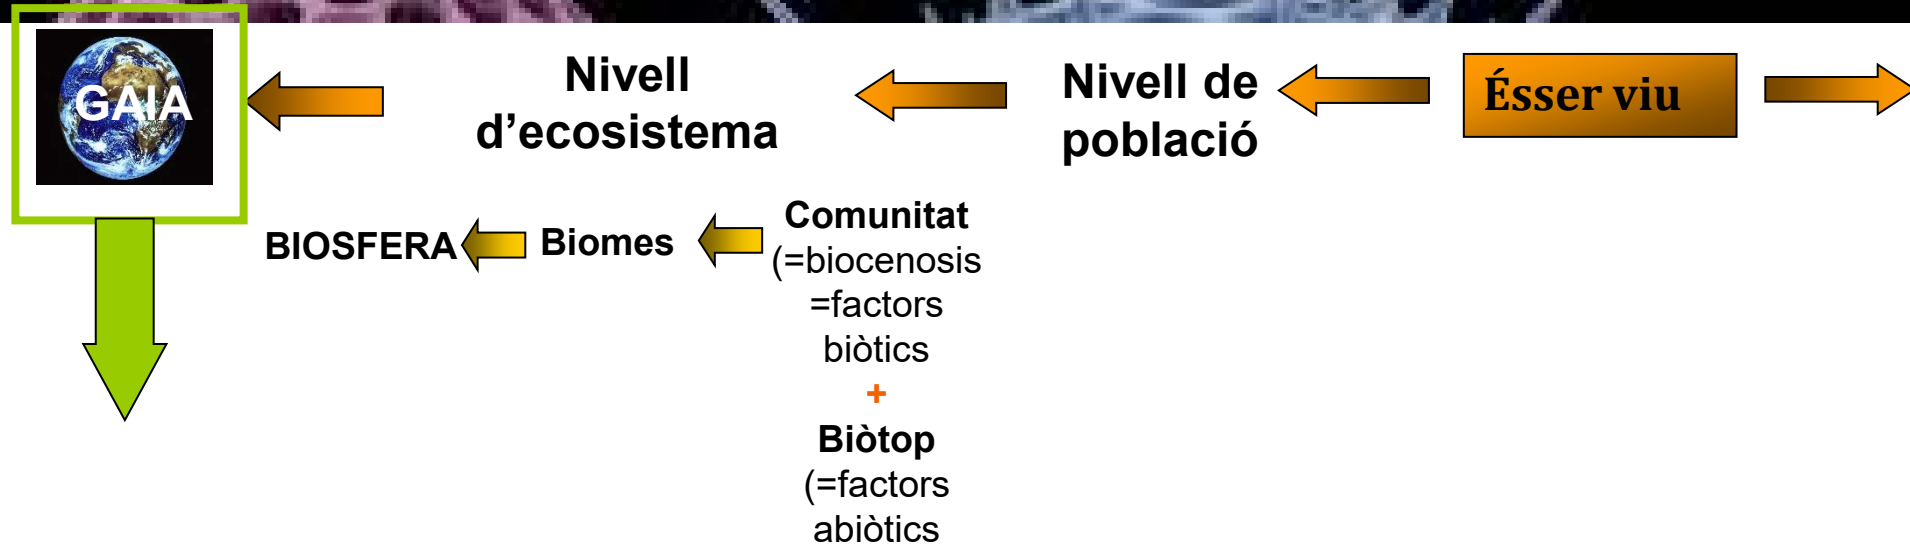 GAIA
Nivell
d’ecosistema
Nivell de
població
Ésser viu
BIOSFERA
Biomes
Comunitat
(=biocenosis
=factors
biòtics
+
Biòtop
(=factors
abiòtics